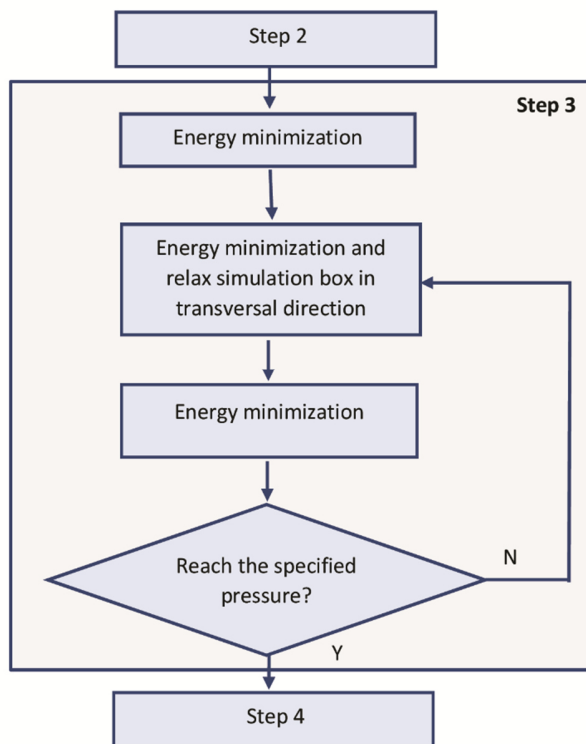 Step 2
Step 3
Energy minimization
Energy minimization and
relax simulation box in
transversal direction
Energy minimization
Reach the specified
pressure?
N
Y
Step 4